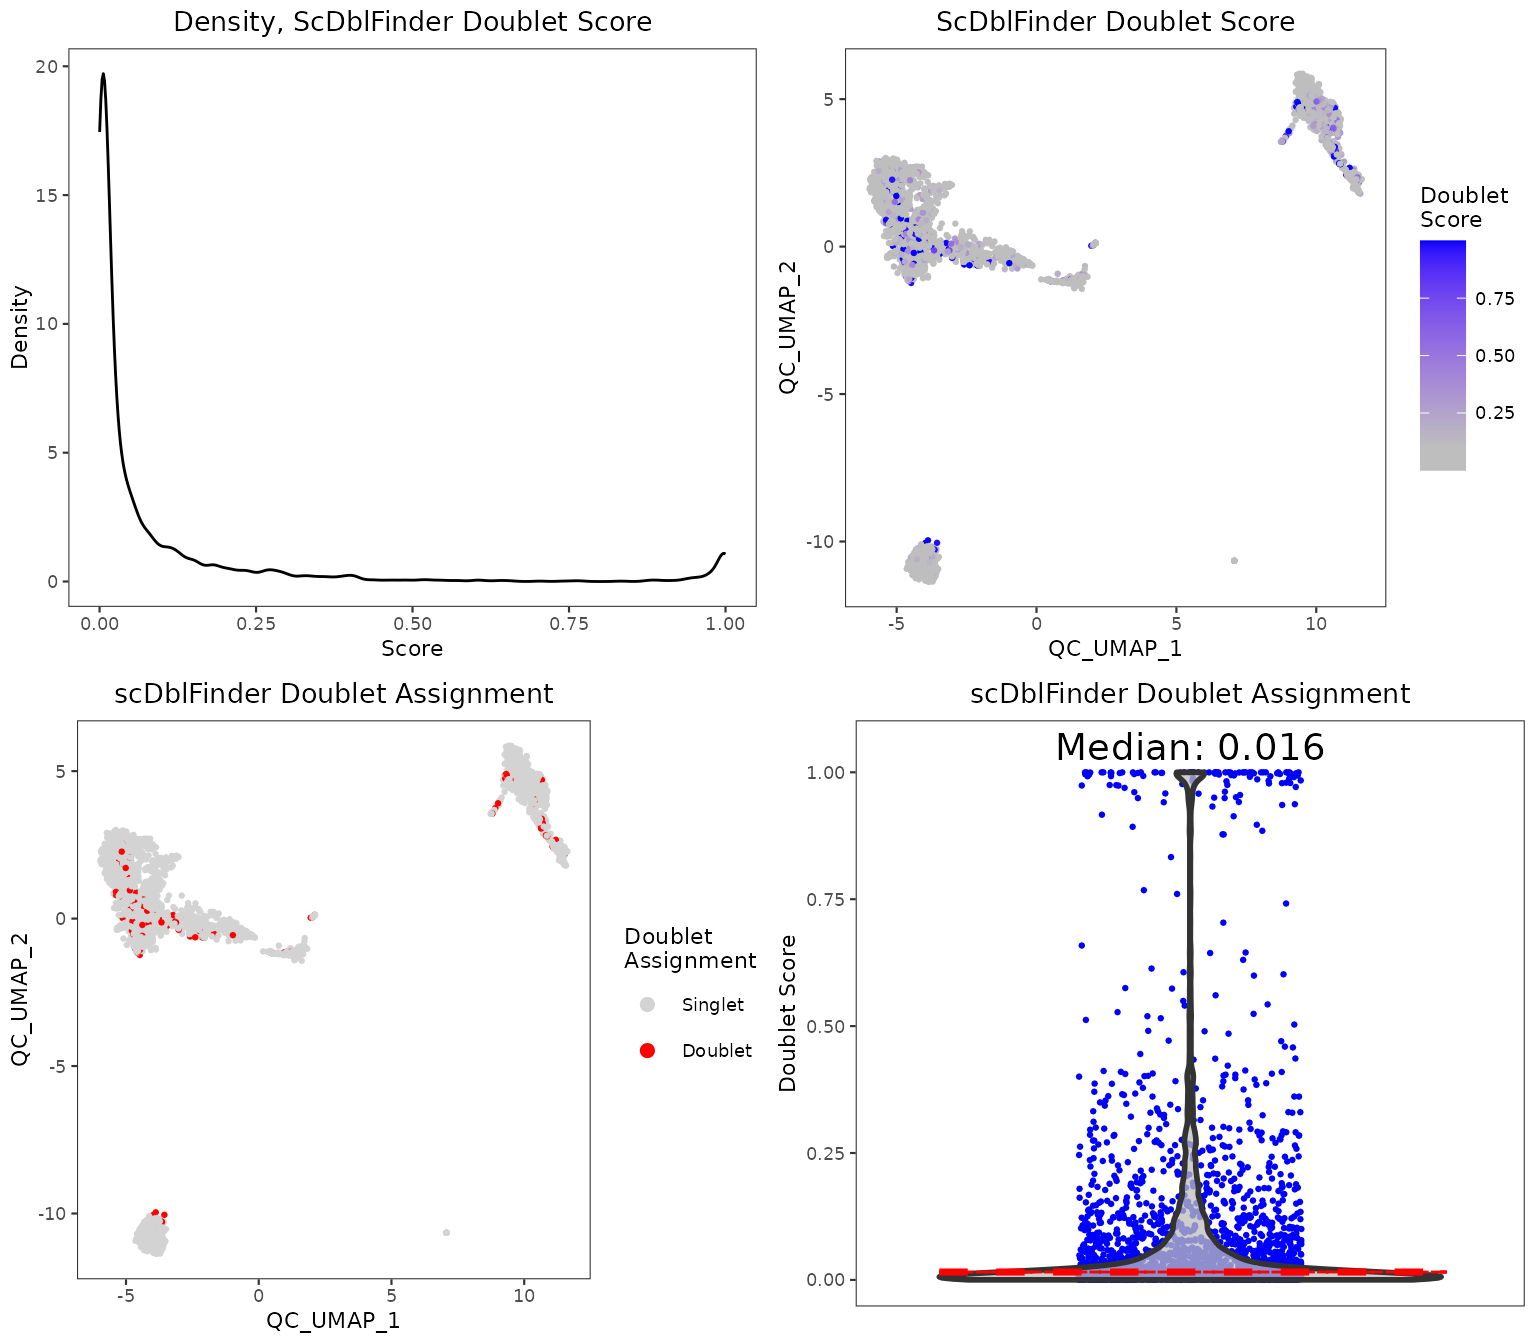 Density, ScDblFinder Doublet Score
Density
20
15
10
5
0
0.00
0.25
0.50
0.75
1.00
Score
ScDblFinder Doublet Score
QC_UMAP_2
5
0
-5
-10
-5
0
5
10
QC_UMAP_1
Doublet
Score
0.75
0.50
0.25
scDblFinder Doublet Assignment
QC_UMAP_2
5
0
-5
-10
-5
0
5
10
QC_UMAP_1
Doublet
Assignment
Singlet
Doublet
scDblFinder Doublet Assignment
Median: 0.016
Doublet Score
1.00
0.75
0.50
0.25
0.00